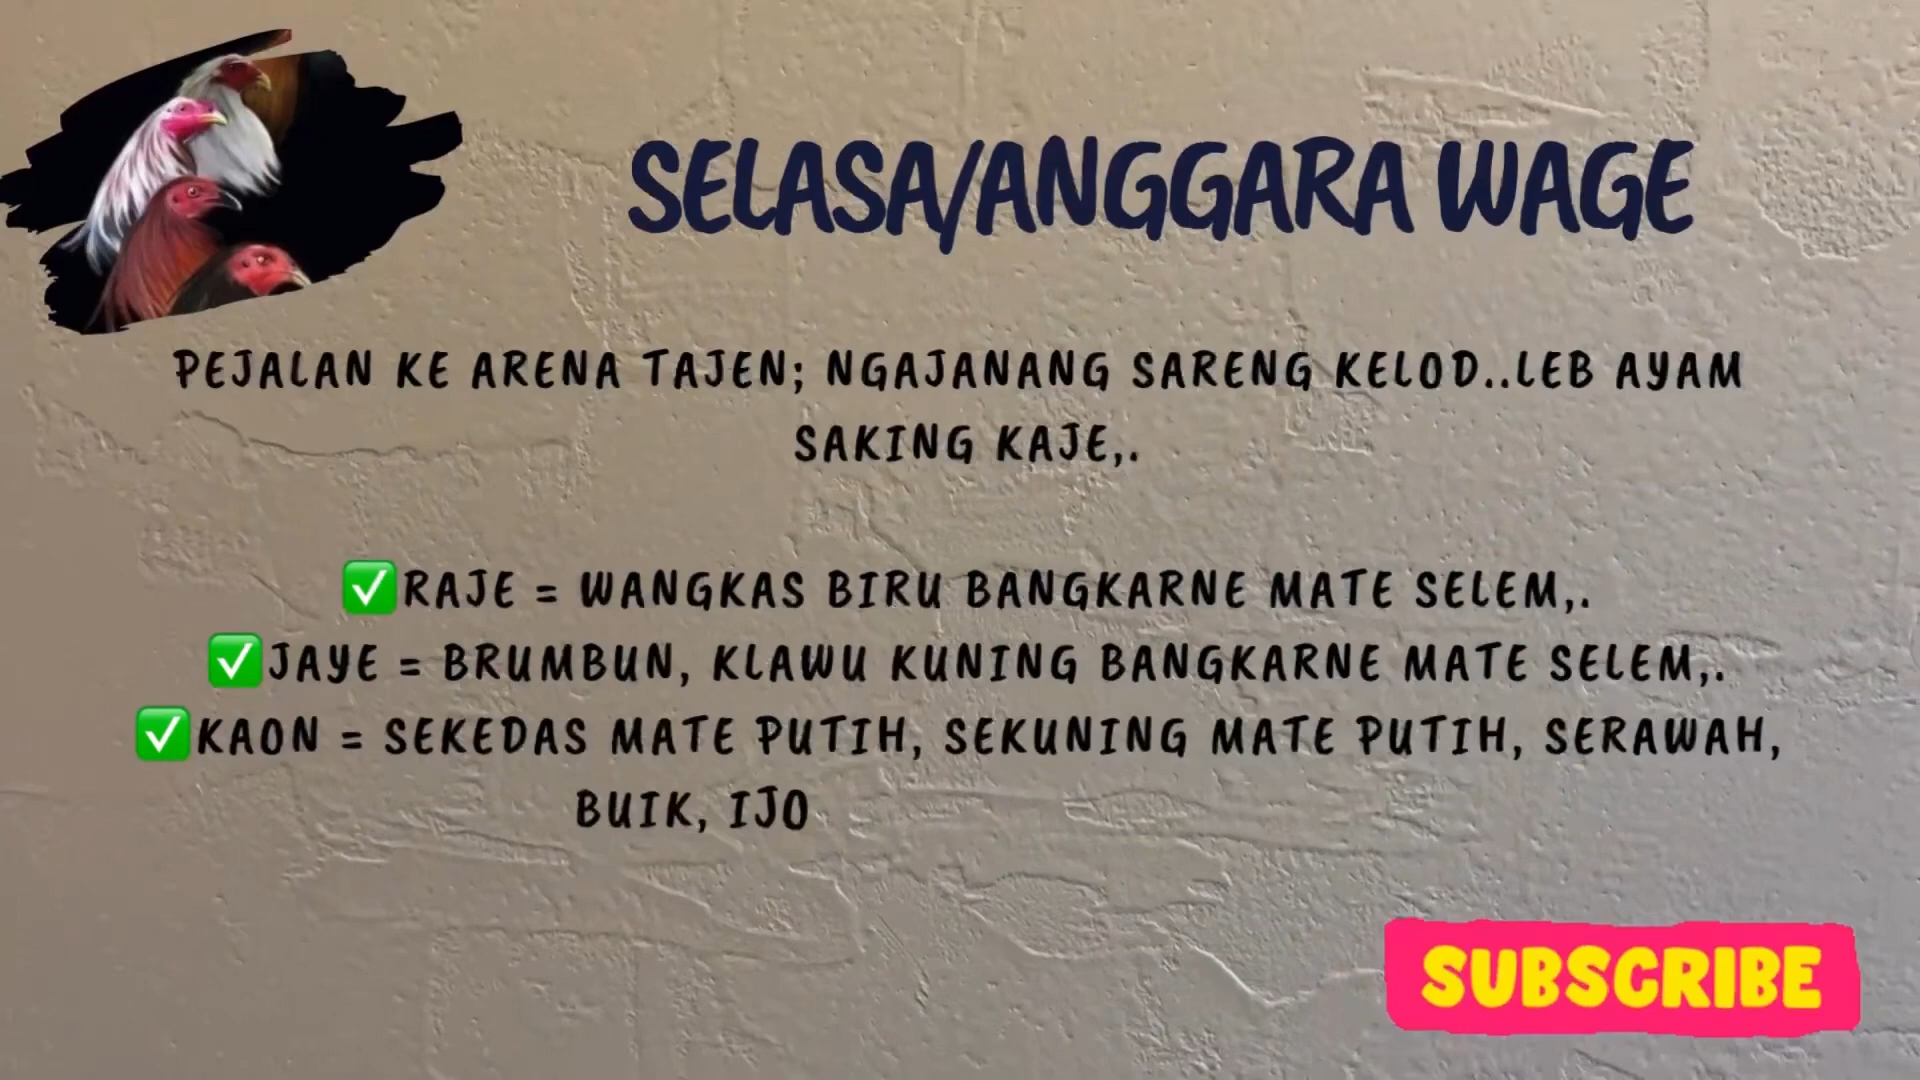 SELASA/ANGGARA WAGE
PEJALAN KE ARENA TAJEN; NGAJANANG SARENG KELOD..LEB AYAM
SAKING KAJE,.
✅RAJE = WANGKAS BIRU BANGKARNE MATE SELEM,.
✅JAYE = BRUMBUN, KLAWU KUNING BANGKARNE MATE SELEM,.
✅KAON = SEKEDAS MATE PUTIH, SEKUNING MATE PUTIH, SERAWAH,
BUIK, IJO
SUBSCRIBE